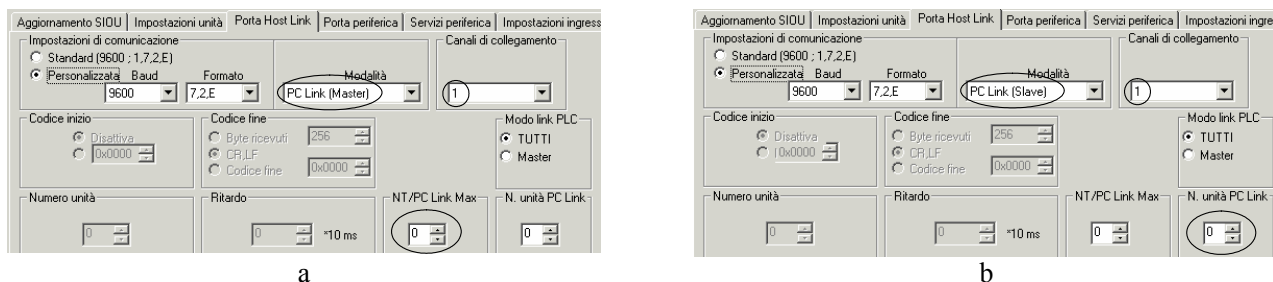 Aggiornamento SIOU Impostazioni unità Porta Host Link Porta periferica Servizi periferica Impostazioni ingress
Impostazioni di comunicazione
Canali di collegamento
Standard (9600 ; 1,7,2,E)
Personalizzata Baud Formato Modalità
9600 7,2,E PC Link (Master) 1
Codice inizio Codice fine Modo link PLC
Disattiva Byte ricevuti 256 TUTTI
0x0000 CR,LF Master
Codice fine 0x0000
Numero unità Ritardo NT/PC Link Max N. unità PC Link
0 0 *10 ms 0 0
a
Aggiornamento SIOU Impostazioni unità Porta Host Link Porta periferica Servizi periferica Impostazioni ingre
Impostazioni di comunicazione
Canali di collegamento
Standard (9600 ; 1,7,2,E)
Personalizzata Baud Formato Modalità
9600 7,2,E PC Link (Slave) 1
Codice inizio Codice fine Modo link PLC
Disattiva Byte ricevuti 256 TUTTI
0x0000 CR,LF Master
Codice fine 0x0000
Numero unità Ritardo NT/PC Link Max N. unità PC Link
0 0 *10 ms 0 0
b